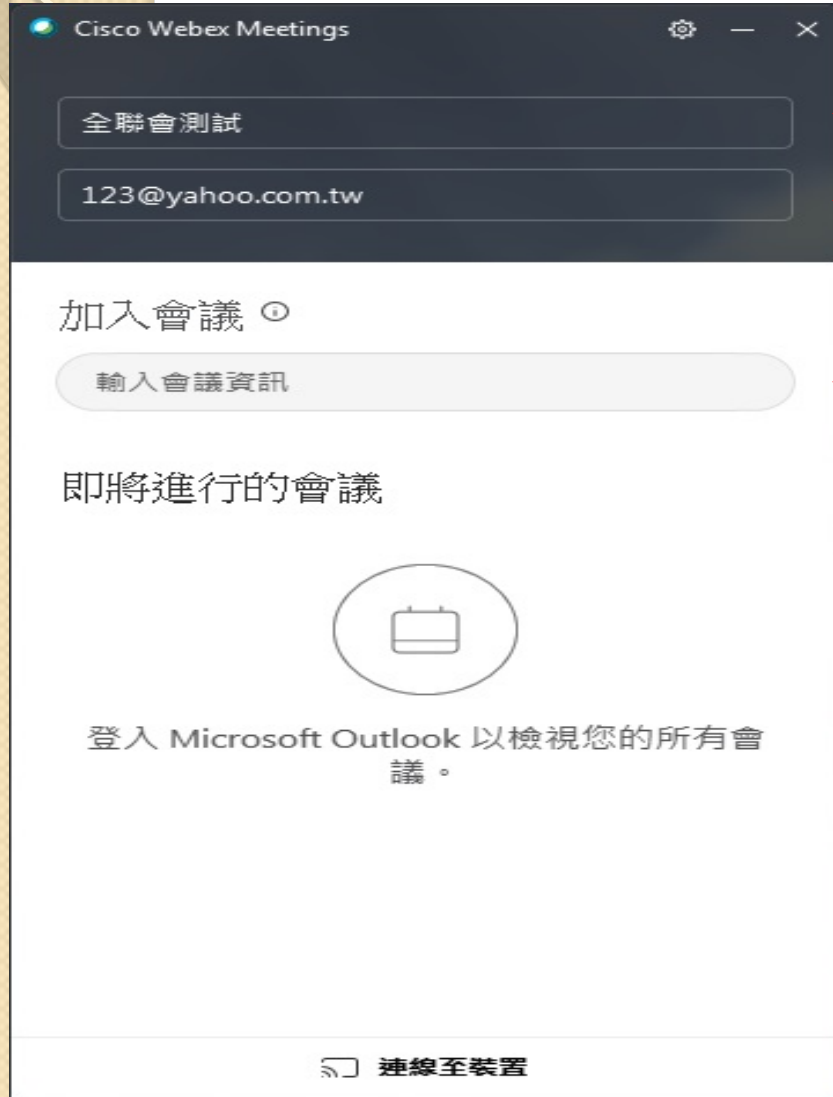 Cisco Webex Meetings
全聯會測試
123@yahoo.com.tw
加入會議
輸入會議資訊
即將進行的會議
登入 Microsoft Outlook 以檢視您的所有會
議。
連線至裝置